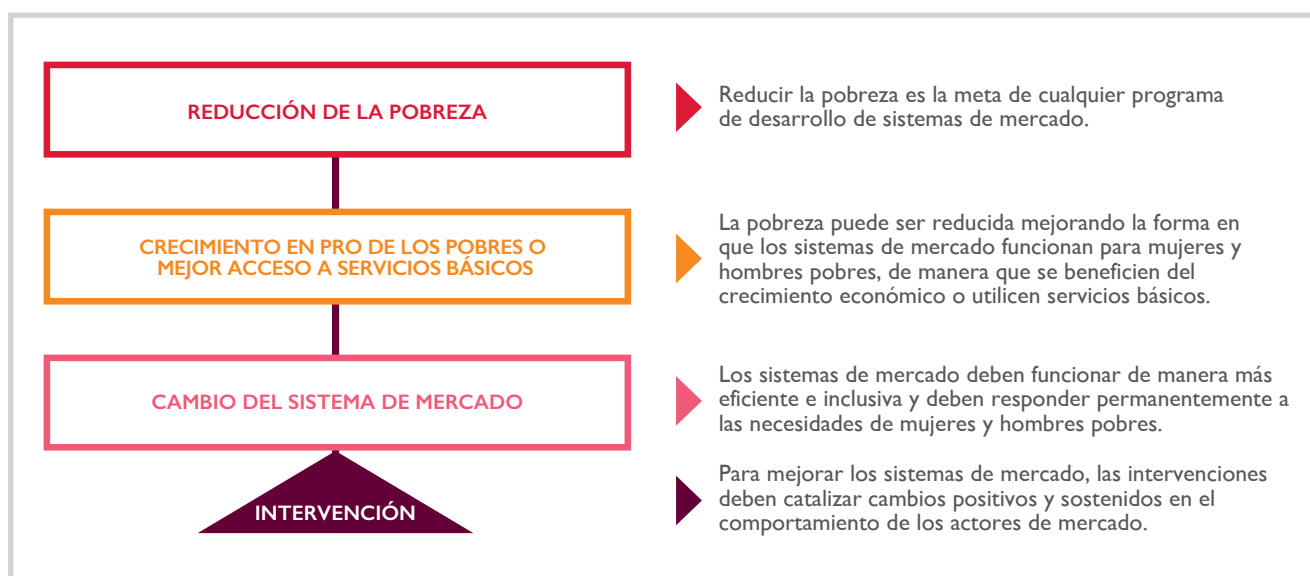 REDUCCIÓN DE LA POBREZA
Reducir la pobreza es la meta de cualquier programa
de desarrollo de sistemas de mercado.
CRECIMIENTO EN PRO DE LOS POBRES O
MEJOR ACCESO A SERVICIOS BÁSICOS
La pobreza puede ser reducida mejorando la forma en
que los sistemas de mercado funcionan para mujeres y
hombres pobres, de manera que se beneficien del
crecimiento económico o utilicen servicios básicos.
CAMBIO DEL SISTEMA DE MERCADO
Los sistemas de mercado deben funcionar de manera más
eficiente e inclusiva y deben responder permanentemente a
las necesidades de mujeres y hombres pobres.
INTERVENCIÓN
Para mejorar los sistemas de mercado, las intervenciones
deben catalizar cambios positivos y sostenidos en el
comportamiento de los actores de mercado.